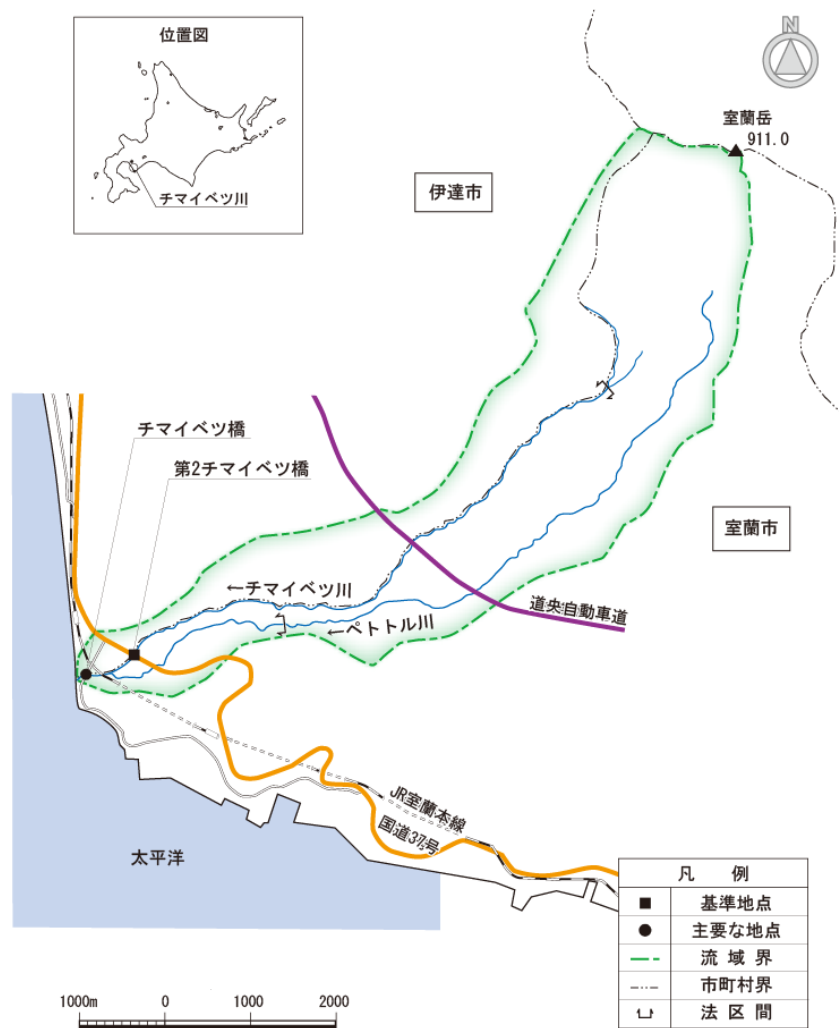 位置図
チマイベツ川
N
室蘭岳
911.0
伊達市
チマイベツ橋
第2チマイベツ橋
室蘭市
←チマイベツ川
←ペトトル川
道央自動車道
JR室蘭本線
国道37号
太平洋
凡 例
基準地点
主要な地点
流 域 界
市町村界
法 区 間
1000m 0 1000 2000